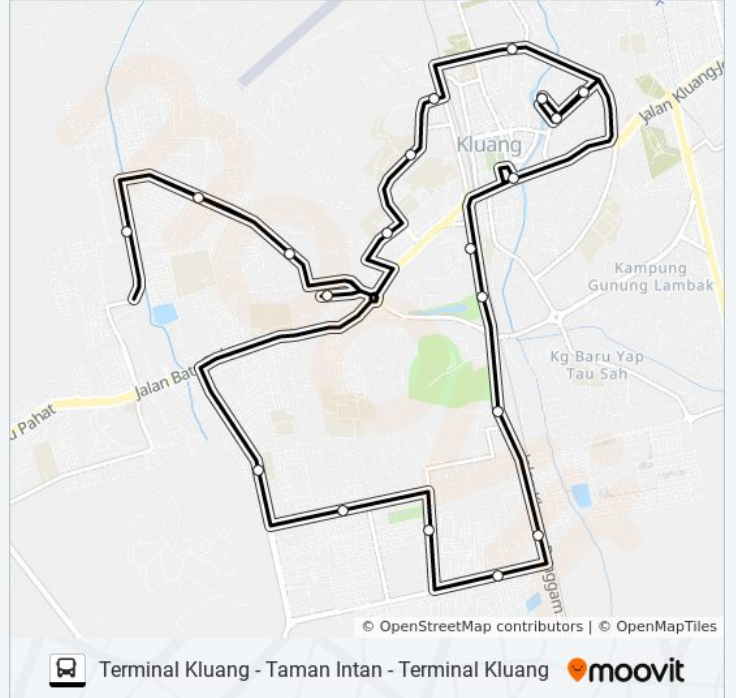 Jalan Kluang
Kluang
Kampung
Gunung Lambak
Kg Baru Yap
Tau Sah
Jalan Bat
u Pahat
nggam
© OpenStreetMap contributors | © OpenMapTiles
Terminal Kluang - Taman Intan - Terminal Kluang
moovit